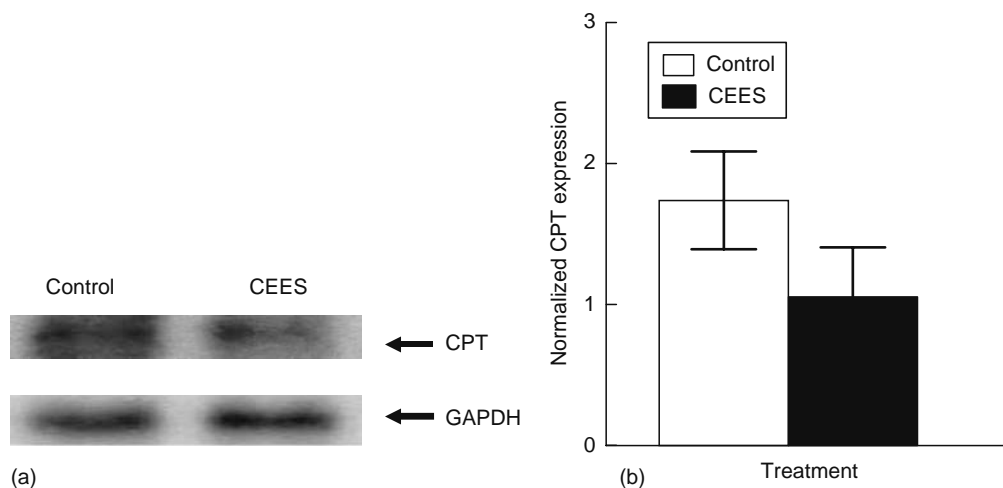 Control CEES
CPT
GAPDH
(a)
3
2
1
0
Normalized CPT expression
Control
CEES
Treatment
(b)